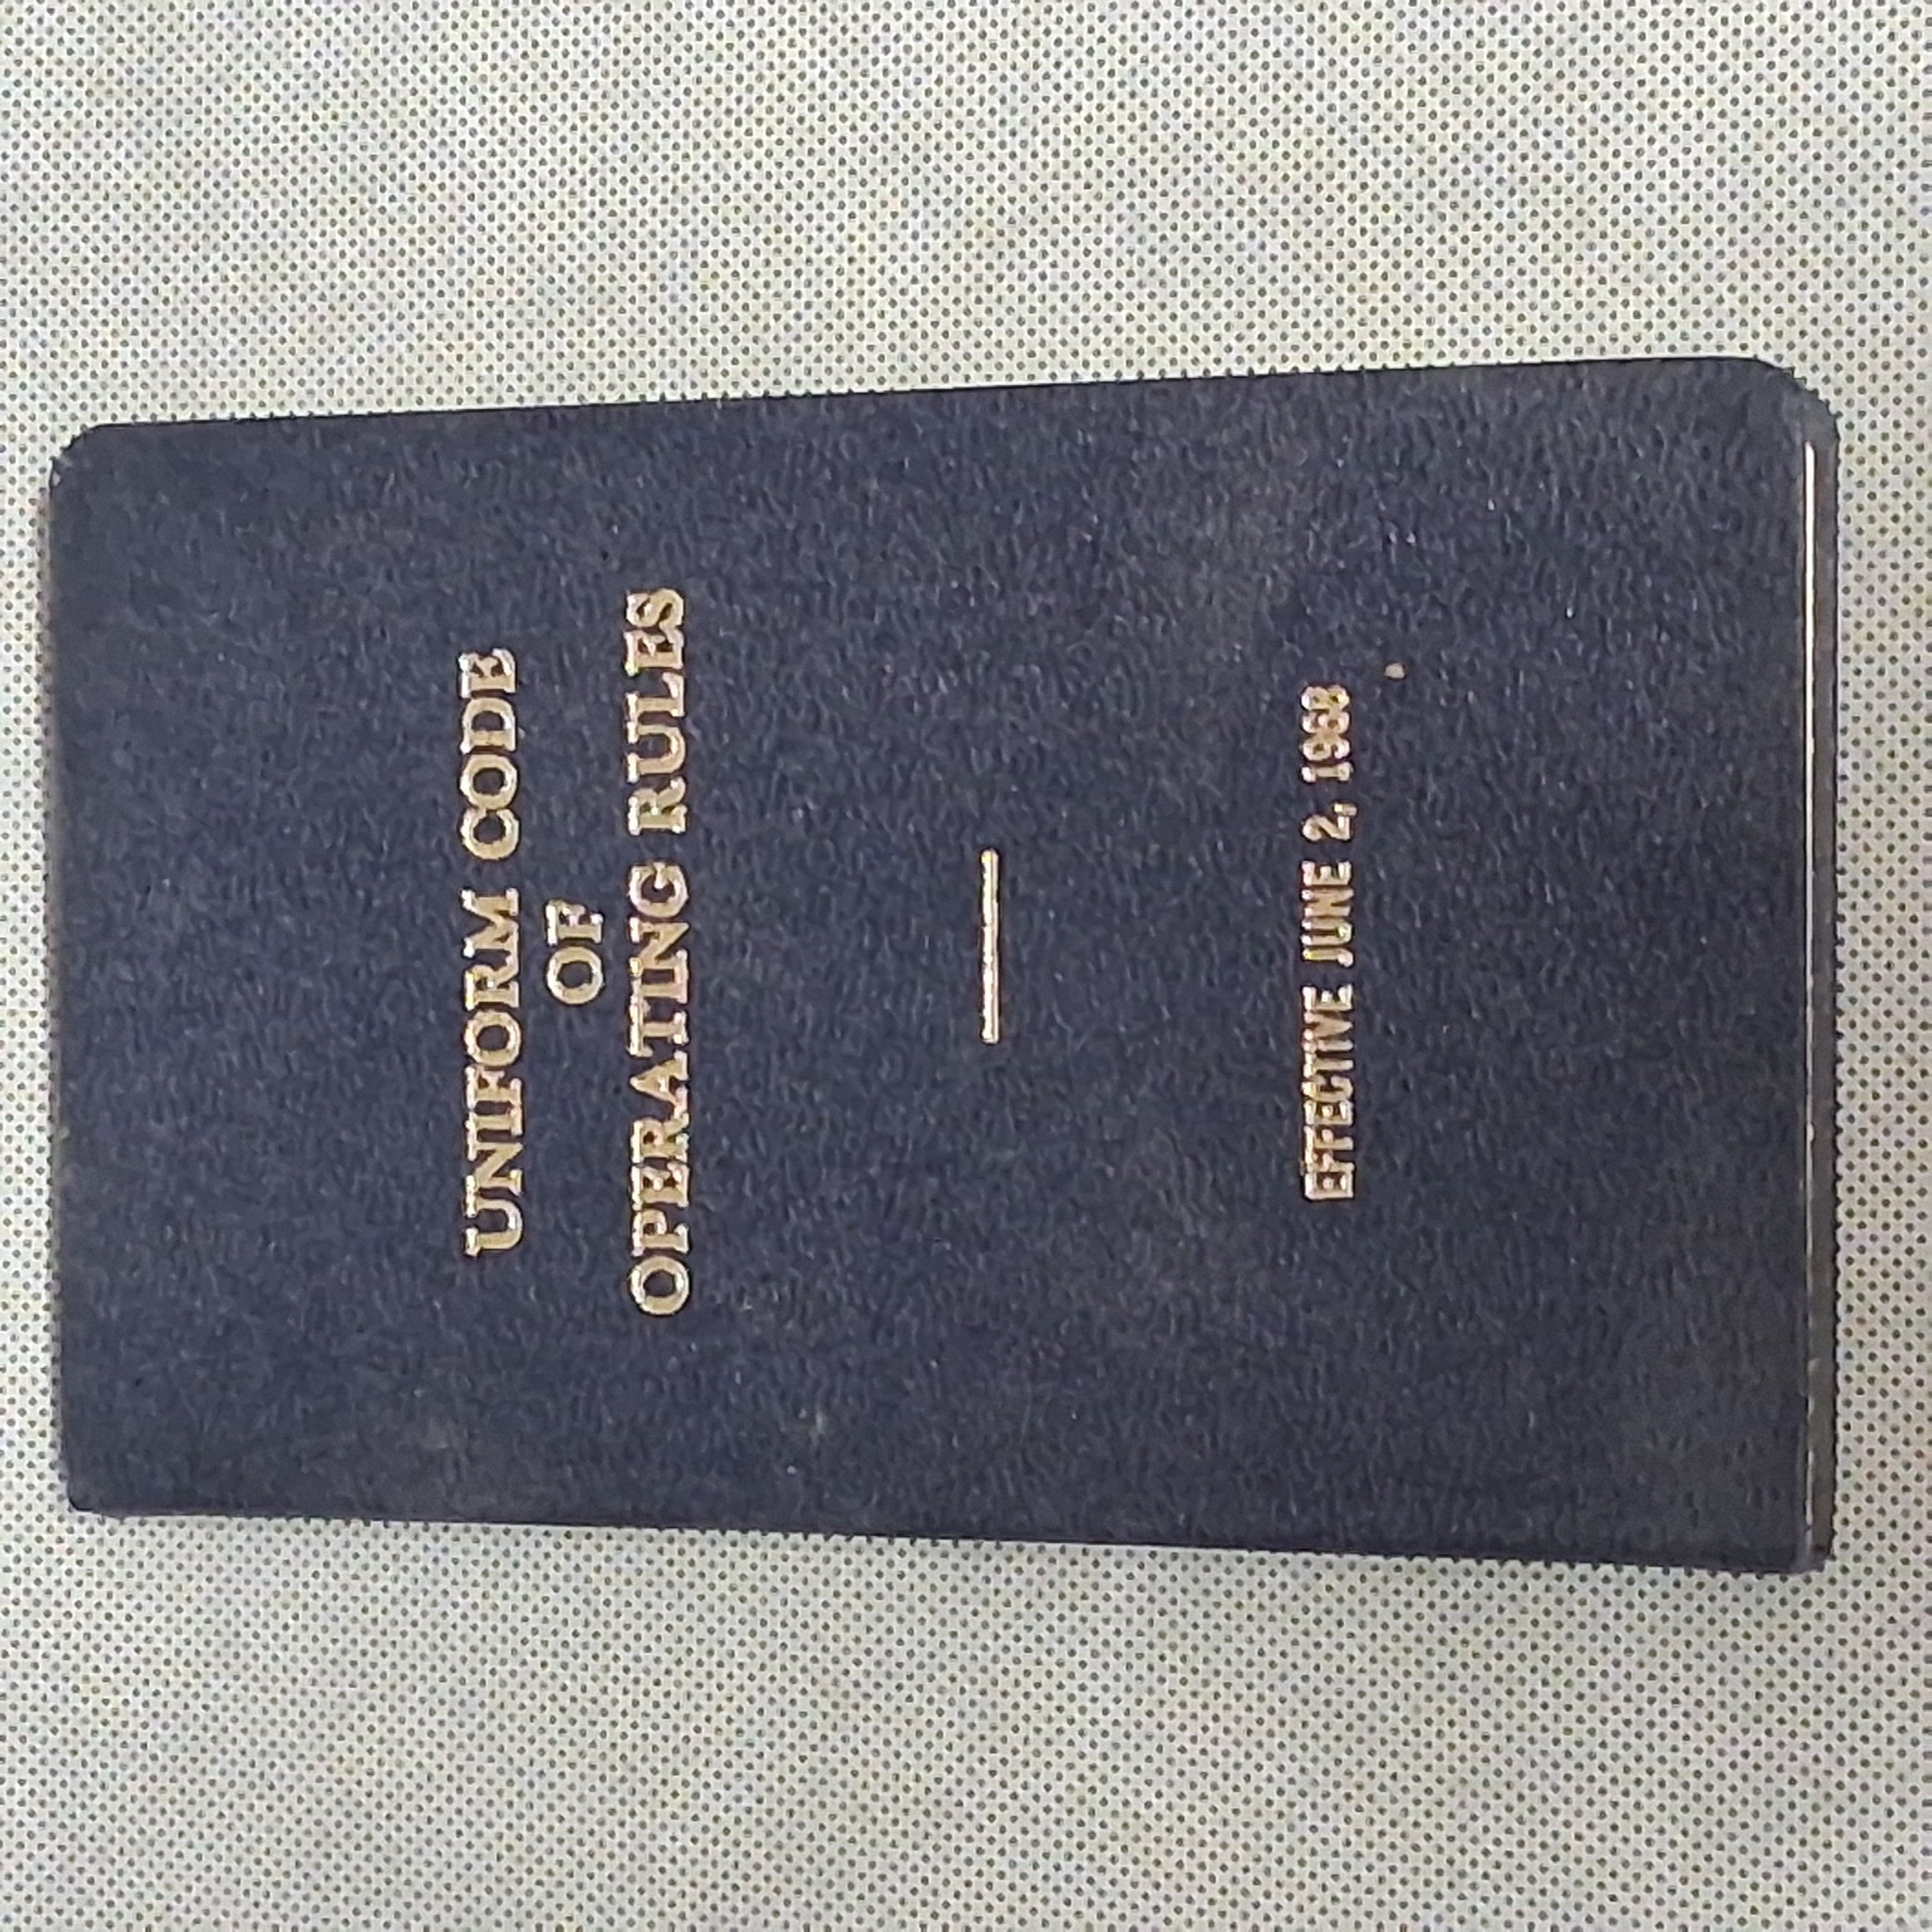 UNIFORM CODE
OF
OPERATING RULES
EFFECTIVE JUNE 2, 1968